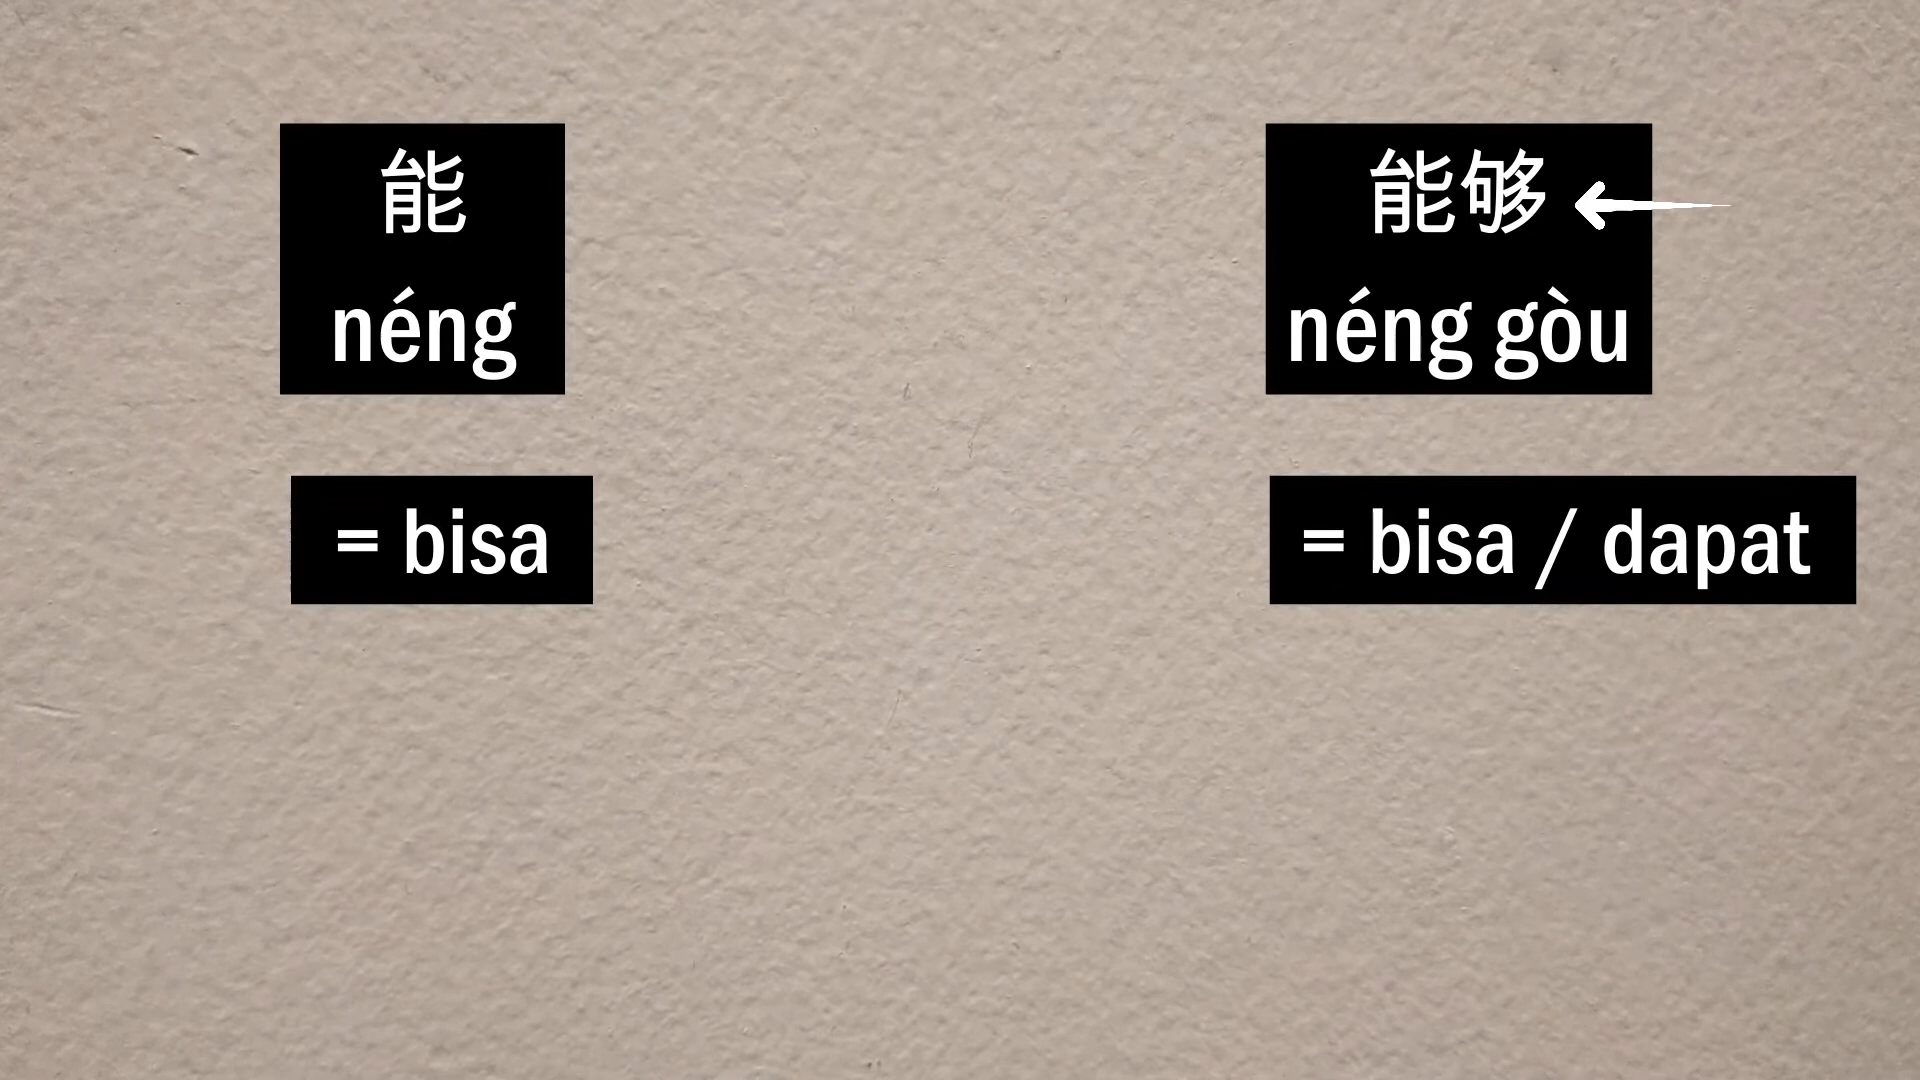 能
néng
= bisa
能够
néng gòu
= bisa / dapat